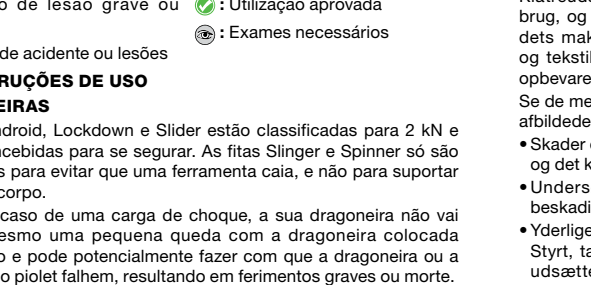 o de lesão grave ou
: Utilização aprovada
: Exames necessários
de acidente ou lesões
RUÇÕES DE USO
EIRAS
ndroid, Lockdown e Slider estão classificadas para 2 kN e
ncebidas para se segurar. As fitas Slinger e Spinner só são
s para evitar que uma ferramenta caia, e não para suportar
corpo.
caso de uma carga de choque, a sua dragoneira não vai
esmo uma pequena queda com a dragoneira colocada
o e pode potencialmente fazer com que a dragoneira ou a
o piolet falhem, resultando em ferimentos graves ou morte.
brug, og
dets mak
og teksti
opbevare
Se de me
afbildede
• Skader
og det k
• Unders
beskadi
• Yderlige
Styrt, ta
udsætte